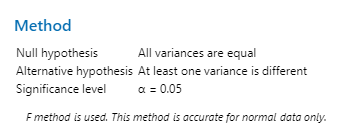 Method
Null hypothesis All variances are equal
Alternative hypothesis At least one variance is different
Significance level α = 0.05
F method is used. This method is accurate for normal data only.